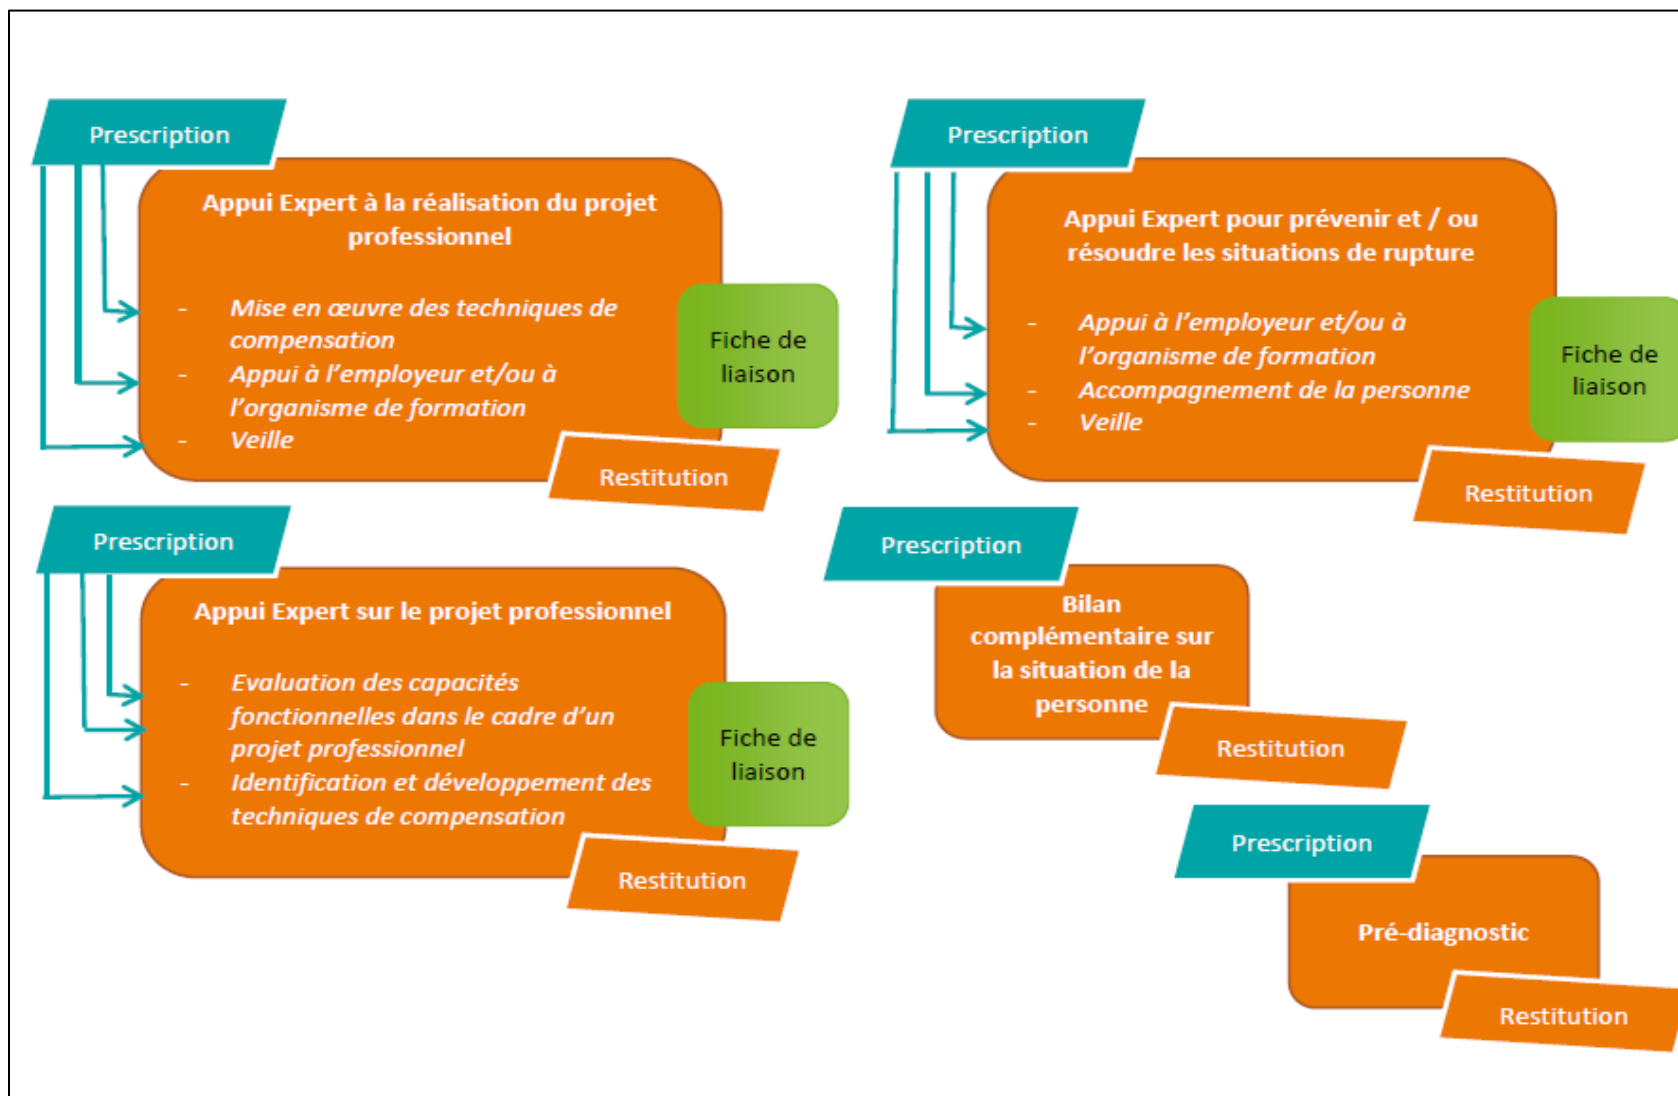 Prescription
Appui Expert à la réalisation du projet
professionnel
- Mise en œuvre des techniques de
compensation
- Appui à l'employeur et/ou à
l'organisme de formation
- Veille
Fiche de
liaison
Restitution
Prescription
Appui Expert pour prévenir et / ou
résoudre les situations de rupture
- Appui à l'employeur et/ou à
l'organisme de formation
- Accompagnement de la personne
- Veille
Fiche de
liaison
Restitution
Prescription
Appui Expert sur le projet professionnel
- Evaluation des capacités
fonctionnelles dans le cadre d'un
projet professionnel
- Identification et développement des
techniques de compensation
Fiche de
liaison
Restitution
Prescription
Bilan
complémentaire sur
la situation de la
personne
Restitution
Prescription
Pré-diagnostic
Restitution